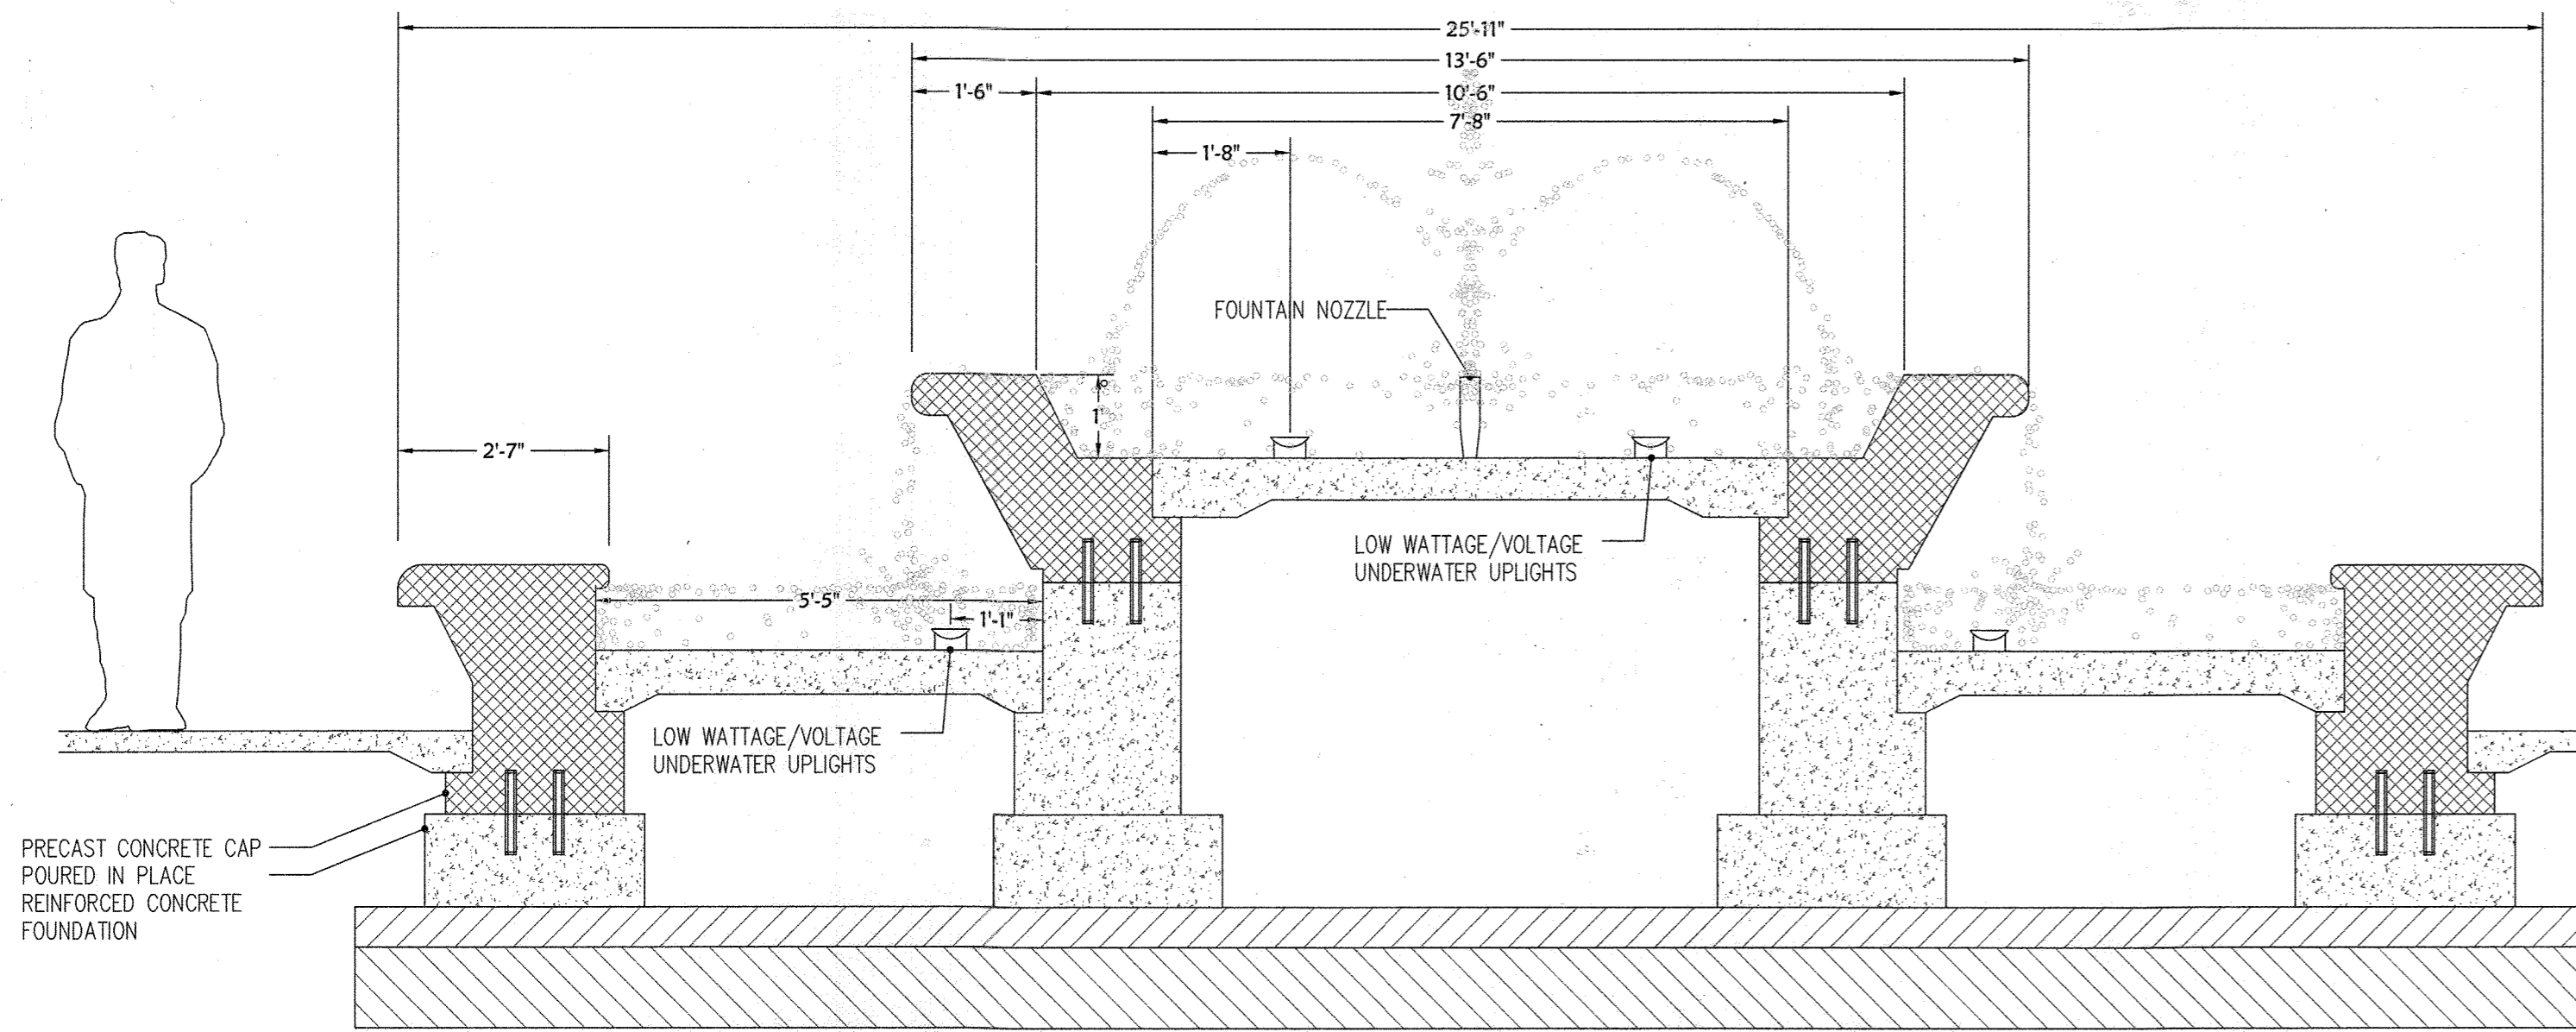 25'-11"
13'-6"
1'-6"
10'-6"
7'-8"
1'-8"
FOUNTAIN NOZZLE
1'
2'-7"
LOW WATTAGE/VOLTAGE
UNDERWATER UPLIGHTS
5'-5"
1'-1"
LOW WATTAGE/VOLTAGE
UNDERWATER UPLIGHTS
PRECAST CONCRETE CAP
POURED IN PLACE
REINFORCED CONCRETE
FOUNDATION